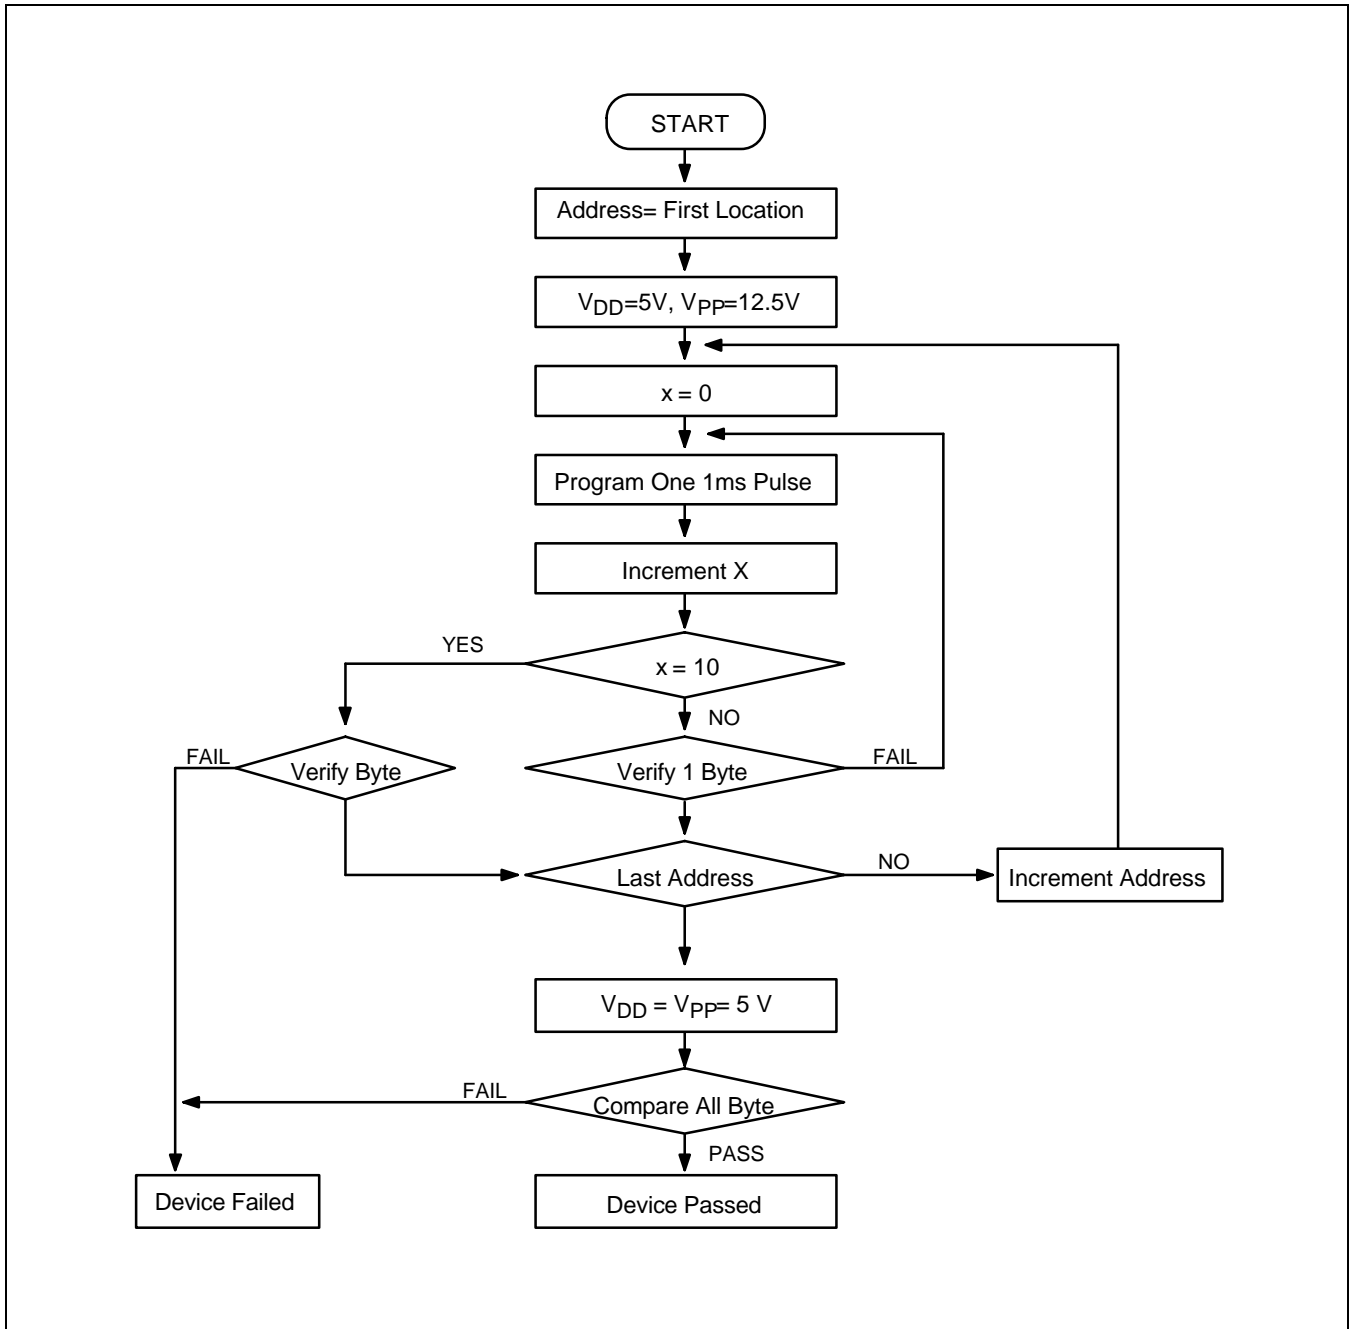 START
Address= First Location
VDD=5V, VPP=12.5V
x = 0
Program One 1ms Pulse
Increment X
YES
x = 10
NO
FAIL
Verify Byte
Verify 1 Byte
FAIL
Last Address
NO
Increment Address
VDD = VPP= 5 V
FAIL
Compare All Byte
PASS
Device Failed
Device Passed